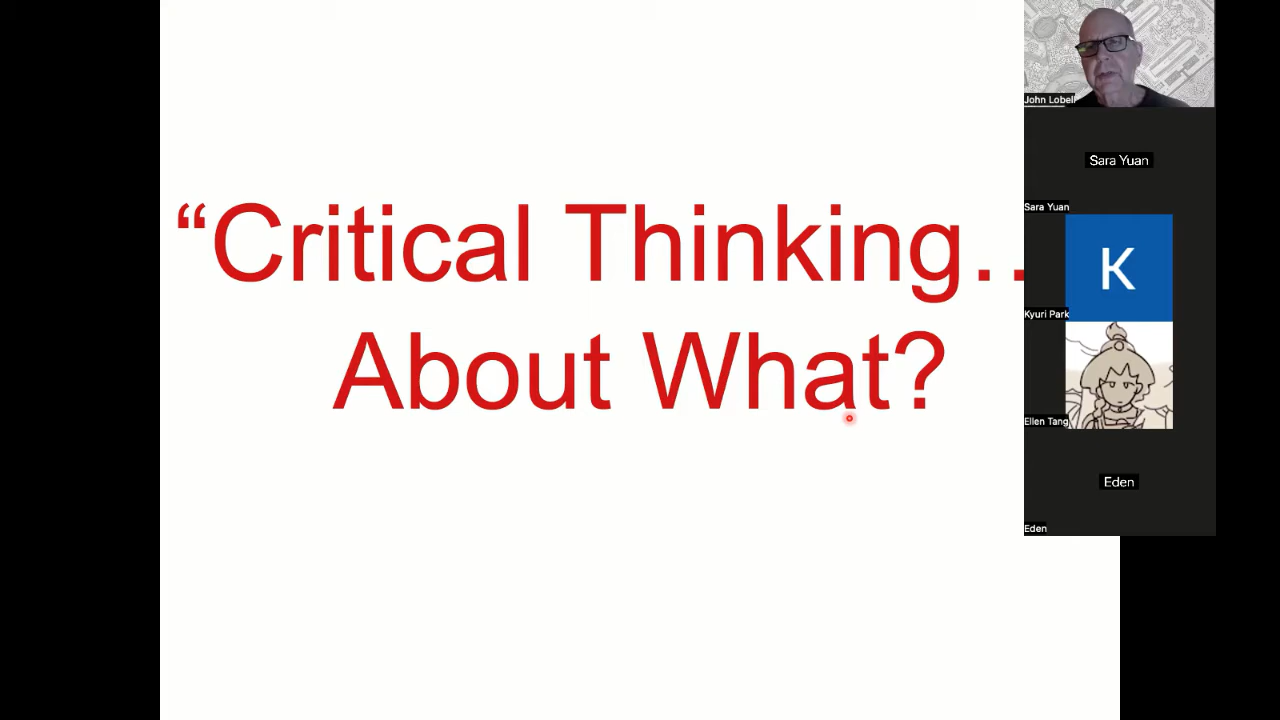 “Critical Thinking..
About What?
John Lobell
Sara Yuan
Sara Yuan
K
Kyuri Park
Ellen Tang
Eden
Eden